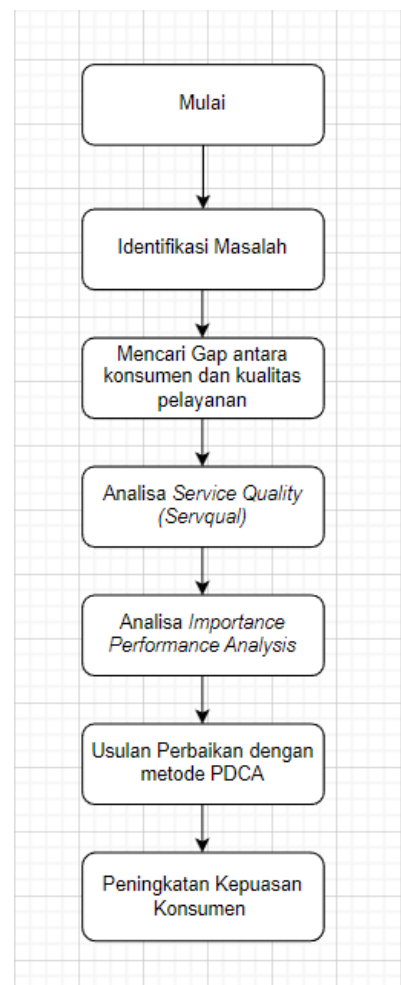 Mulai
Identifikasi Masalah
Mencari Gap antara
konsumen dan kualitas
pelayanan
Analisa Service Quality
(Servqual)
Analisa Importance
Performance Analysis
Usulan Perbaikan dengan
metode PDCA
Peningkatan Kepuasan
Konsumen